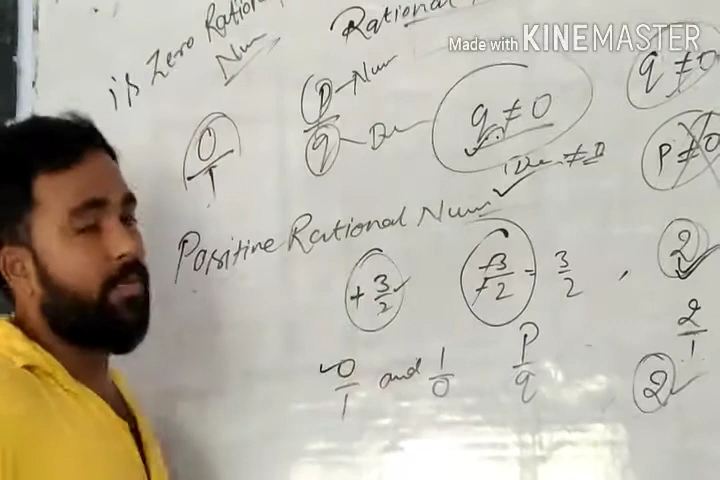 Made with KINEMASTER
is Zero Rational
Num
Rational
0/1
p — Num
q — De
q ≠ 0
q ≠ 0
Den ≠ 0
p ≠ 0
Positive Rational Num
+ 3/2
-3/-2 = 3/2 ,
2
2/1
0/1 and 1/0
p/q
2